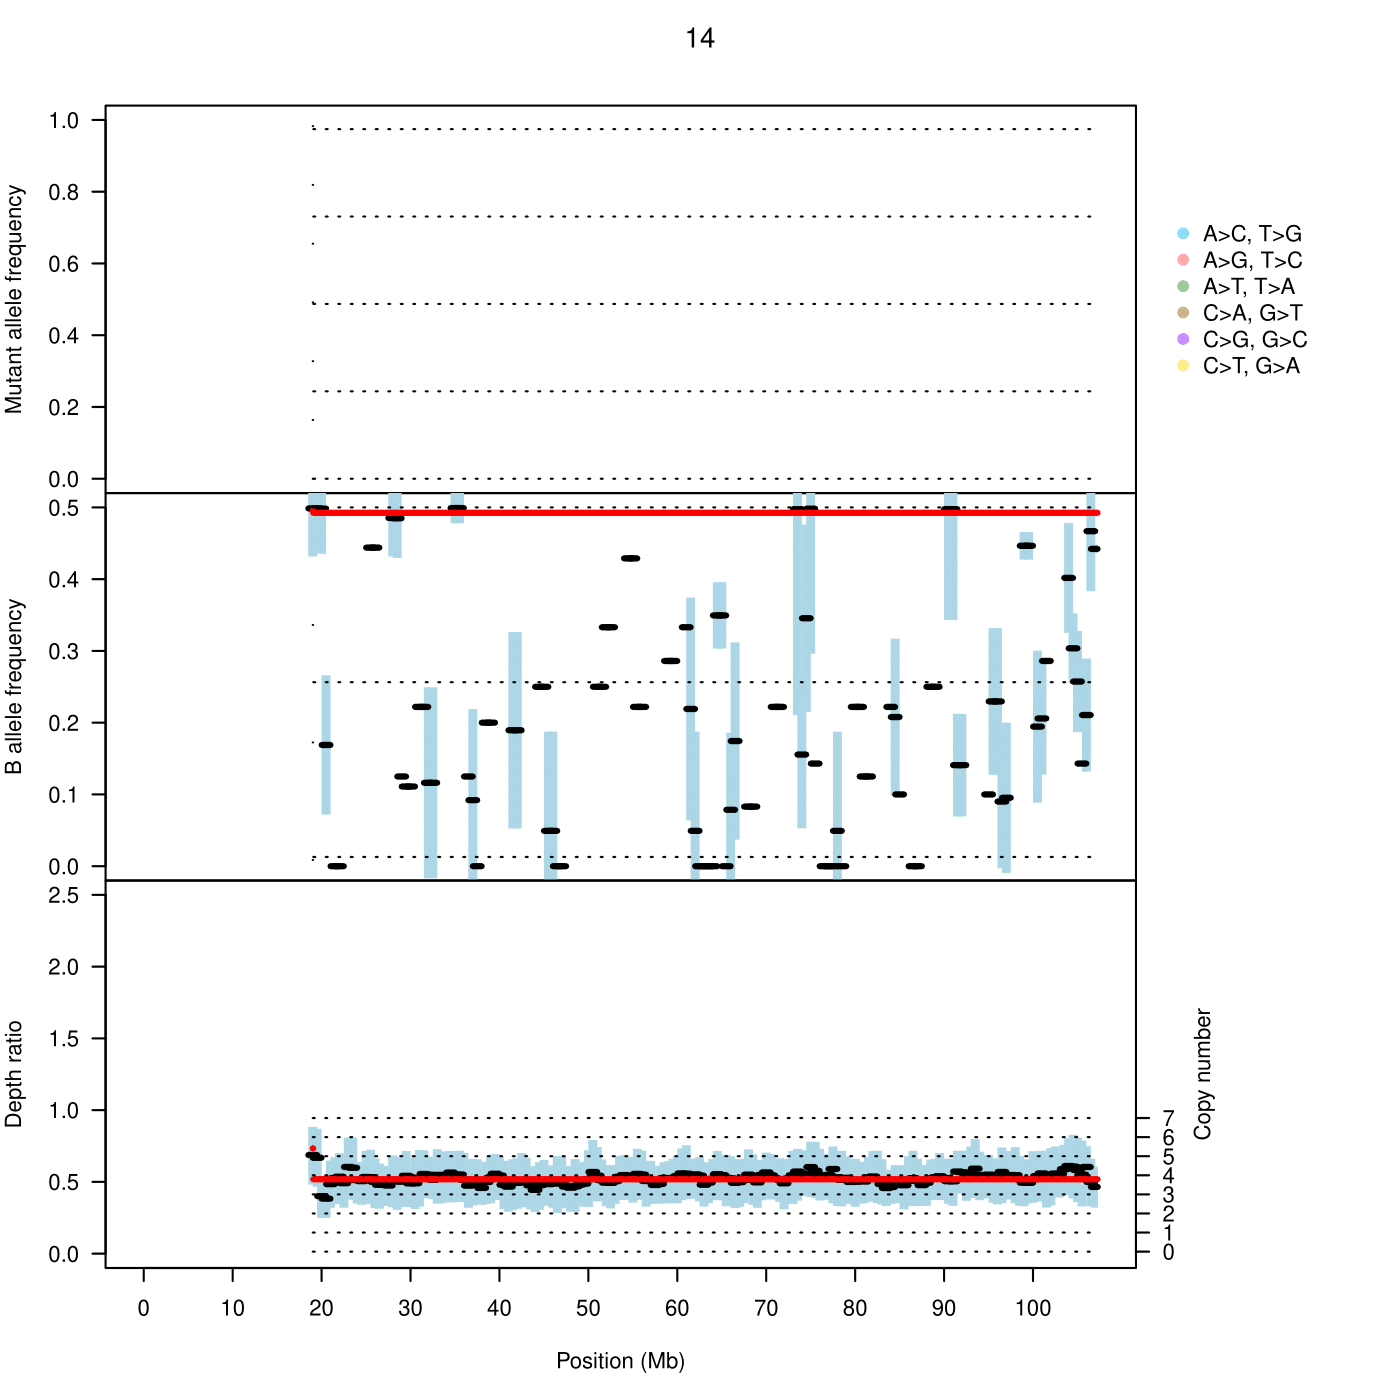 14
Mutant allele frequency
1.0
0.8
0.6
0.4
0.2
0.0
A>C, T>G
A>G, T>C
A>T, T>A
C>A, G>T
C>G, G>C
C>T, G>A
B allele frequency
0.5
0.4
0.3
0.2
0.1
0.0
Depth ratio
2.5
2.0
1.5
1.0
0.5
0.0
Copy number
7
6
5
4
3
2
1
0
0 10 20 30 40 50 60 70 80 90 100
Position (Mb)